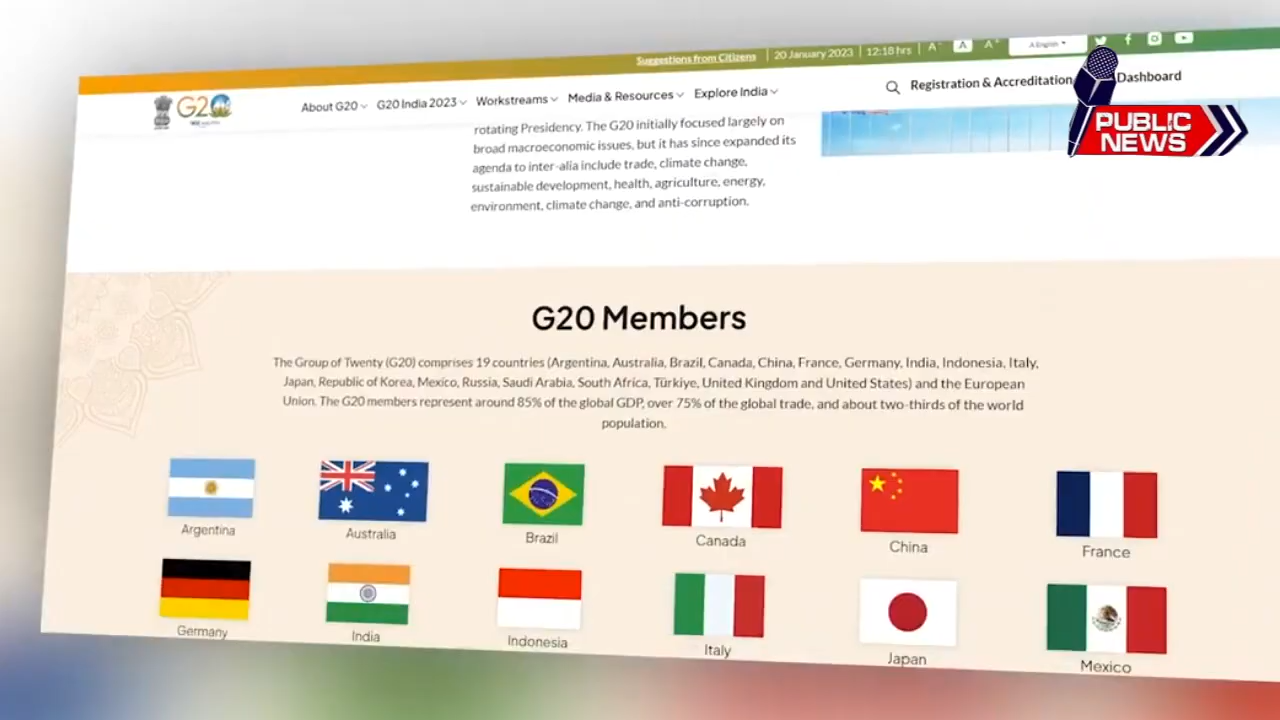 Suggestions from Citizens
20 January 2023
12:18 hrs
A-
A
A+
A English
G20
About G20
G20 India 2023
Workstreams
Media & Resources
Explore India
Registration & Accreditation
Dashboard
PUBLIC
NEWS
rotating Presidency. The G20 initially focused largely on
broad macroeconomic issues, but it has since expanded its
agenda to inter-alia include trade, climate change,
sustainable development, health, agriculture, energy,
environment, climate change, and anti-corruption.
G20 Members
The Group of Twenty (G20) comprises 19 countries (Argentina, Australia, Brazil, Canada, China, France, Germany, India, Indonesia, Italy,
Japan, Republic of Korea, Mexico, Russia, Saudi Arabia, South Africa, Türkiye, United Kingdom and United States) and the European
Union. The G20 members represent around 85% of the global GDP, over 75% of the global trade, and about two-thirds of the world
population.
Argentina
Australia
Brazil
Canada
China
France
Germany
India
Indonesia
Italy
Japan
Mexico